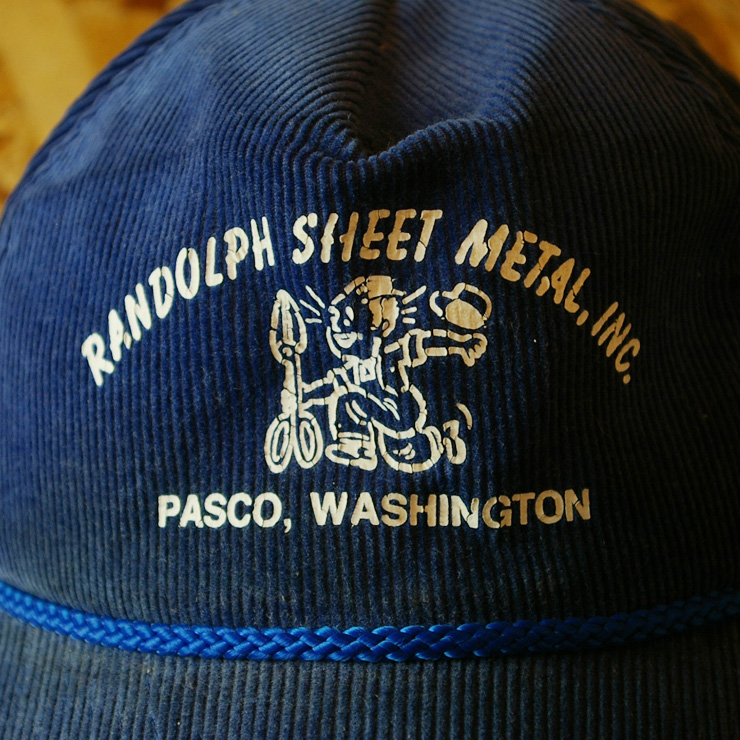 RANDOLPH SHEET METAL, INC.
PASCO, WASHINGTON